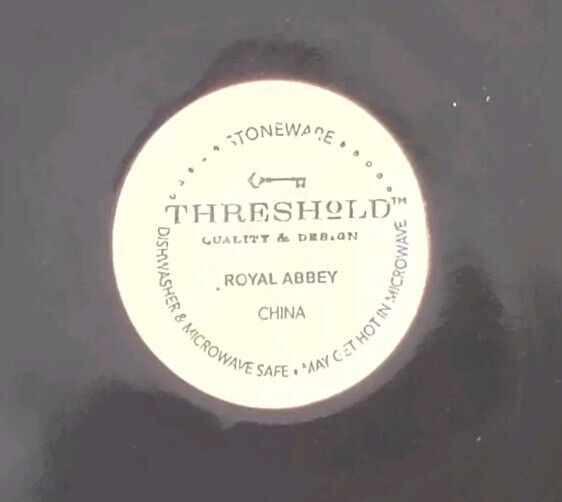 STONEWARE
THRESHOLD™
QUALITY & DESIGN
ROYAL ABBEY
CHINA
DISHWASHER & MICROWAVE SAFE • MAY GET HOT IN MICROWAVE